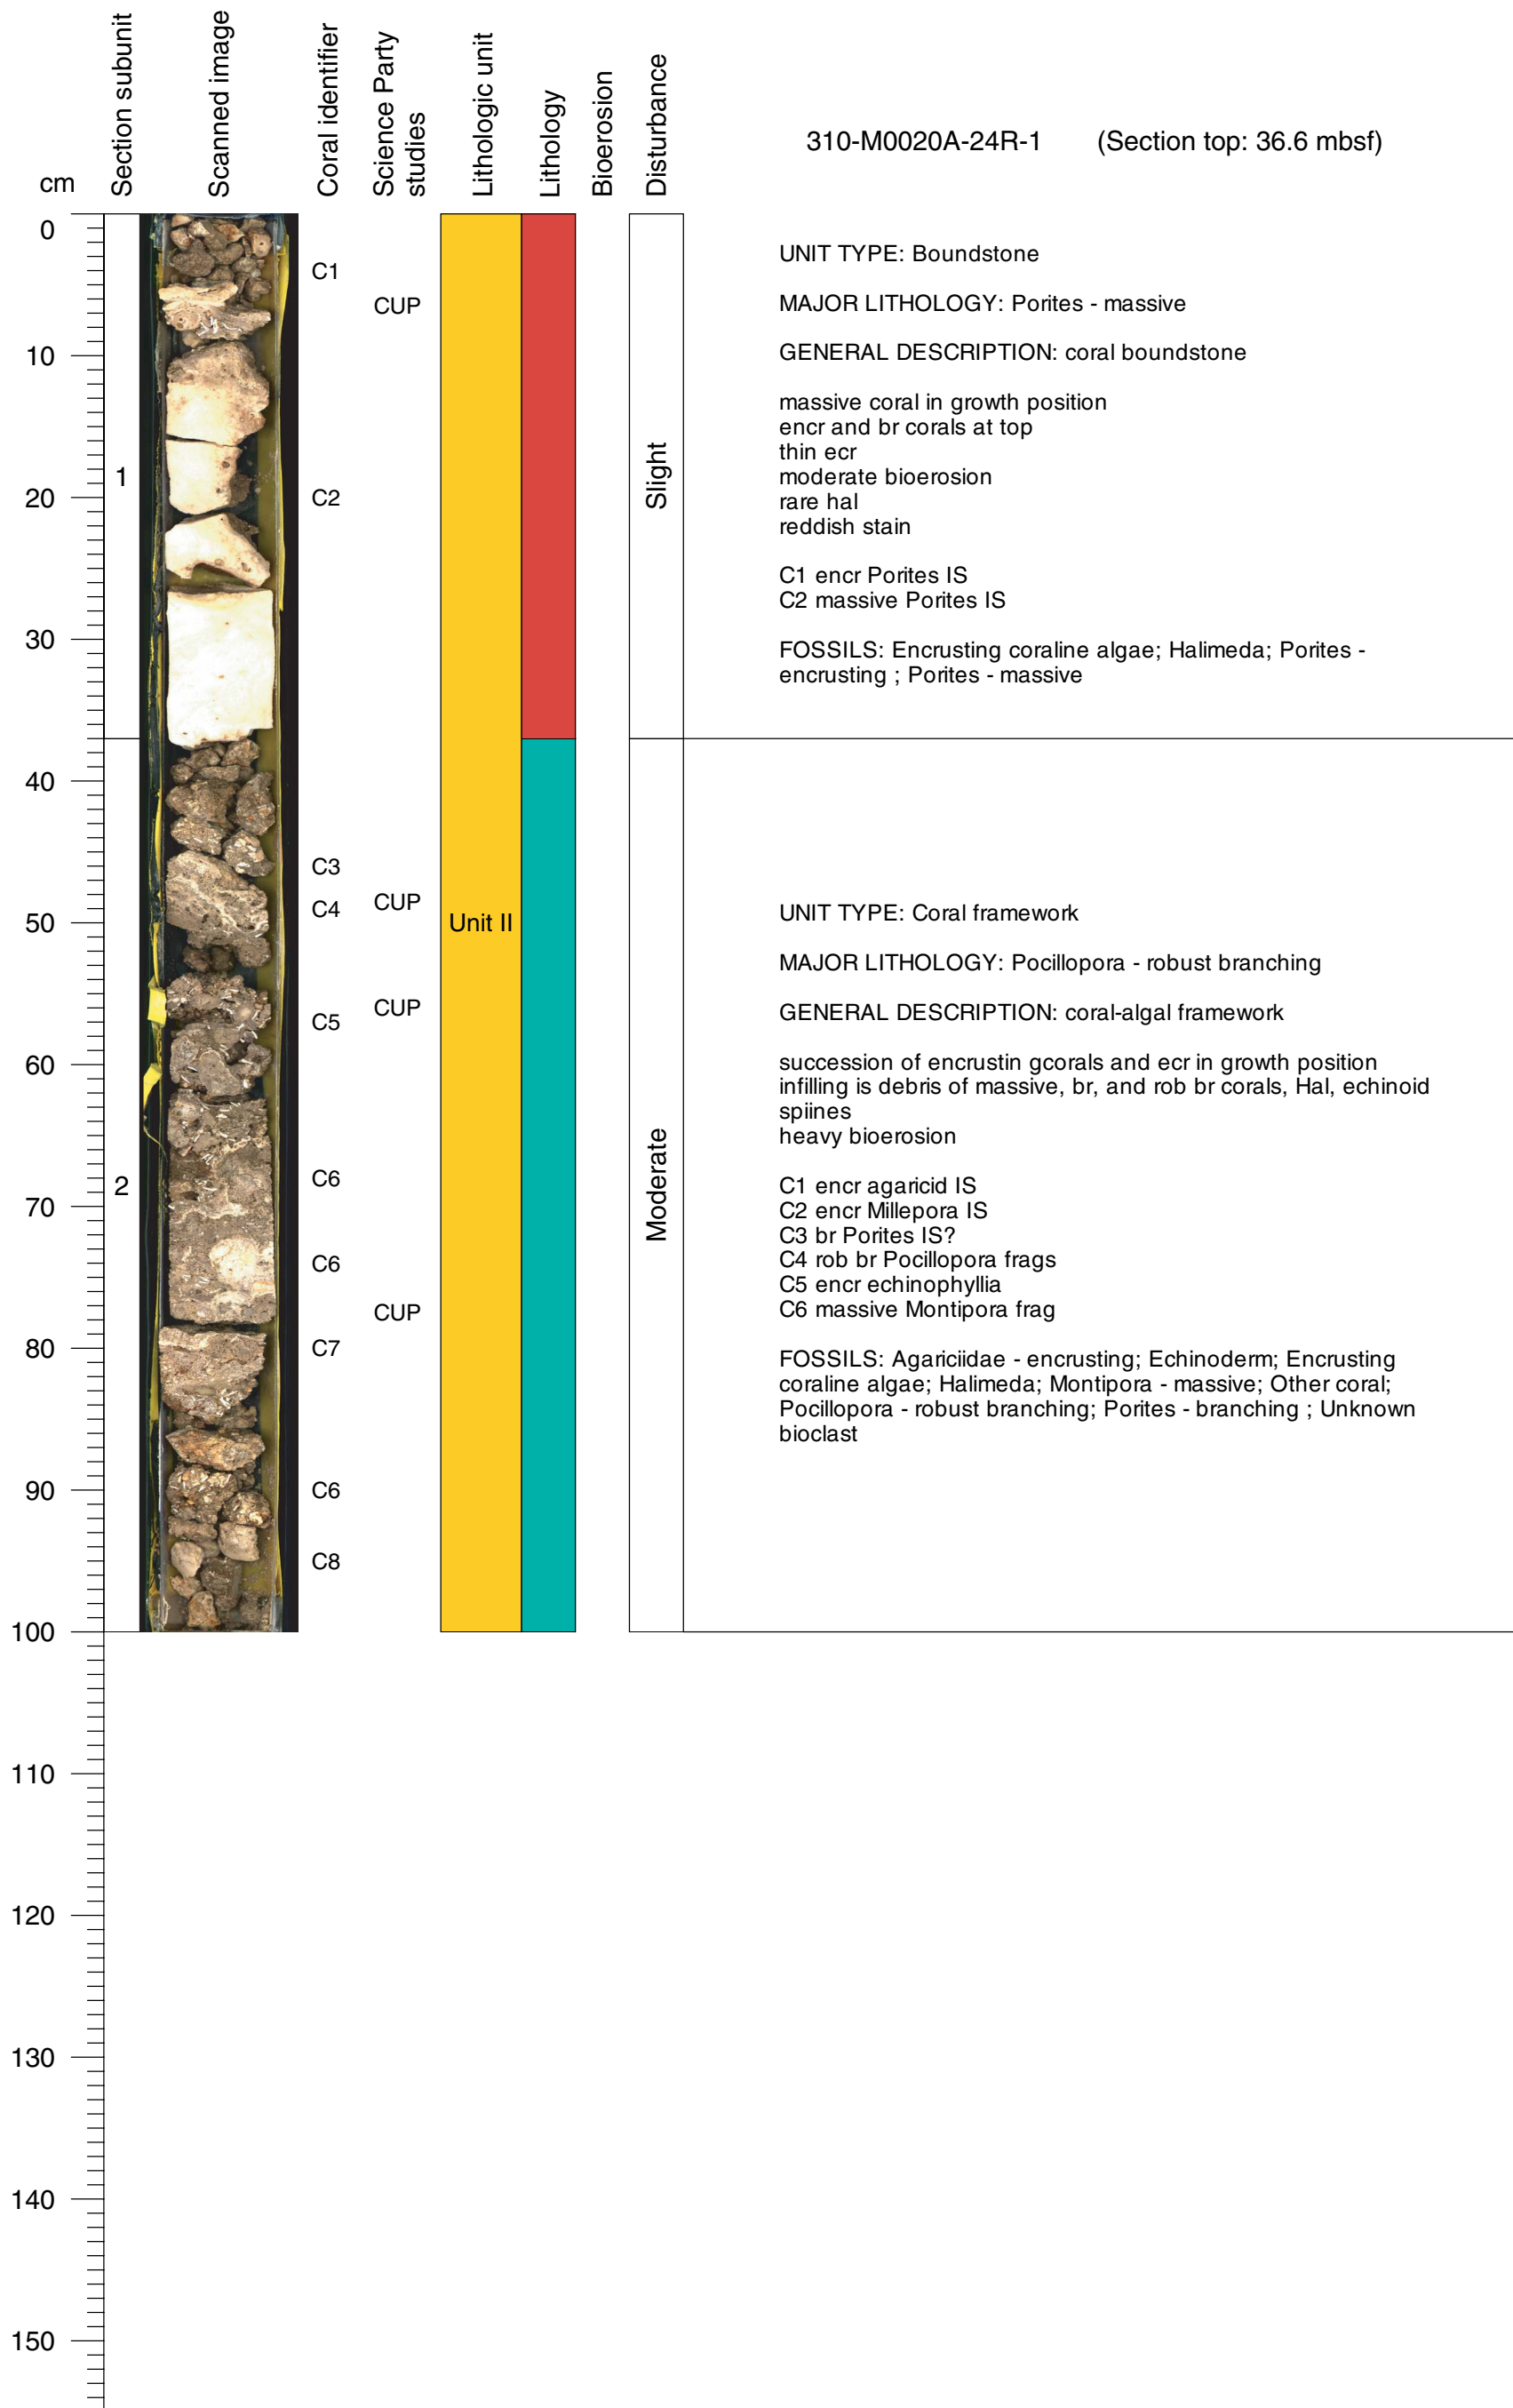 Section subunit
Scanned image
Coral identifier
Science Party
studies
Lithologic unit
Lithology
Bioerosion
Disturbance
310-M0020A-24R-1 (Section top: 36.6 mbsf)
cm
0
10
20
30
40
50
60
70
80
90
100
110
120
130
140
150
1
2
C1
C2
C3
C4
C5
C6
C6
C7
C6
C8
CUP
CUP
CUP
CUP
Unit II
Slight
Moderate
UNIT TYPE: Boundstone
MAJOR LITHOLOGY: Porites - massive
GENERAL DESCRIPTION: coral boundstone
massive coral in growth position
encr and br corals at top
thin ecr
moderate bioerosion
rare hal
reddish stain
C1 encr Porites IS
C2 massive Porites IS
FOSSILS: Encrusting coraline algae; Halimeda; Porites -
encrusting ; Porites - massive
UNIT TYPE: Coral framework
MAJOR LITHOLOGY: Pocillopora - robust branching
GENERAL DESCRIPTION: coral-algal framework
succession of encrustin gcorals and ecr in growth position
infilling is debris of massive, br, and rob br corals, Hal, echinoid
spiines
heavy bioerosion
C1 encr agaricid IS
C2 encr Millepora IS
C3 br Porites IS?
C4 rob br Pocillopora frags
C5 encr echinophyllia
C6 massive Montipora frag
FOSSILS: Agariciidae - encrusting; Echinoderm; Encrusting
coraline algae; Halimeda; Montipora - massive; Other coral;
Pocillopora - robust branching; Porites - branching ; Unknown
bioclast